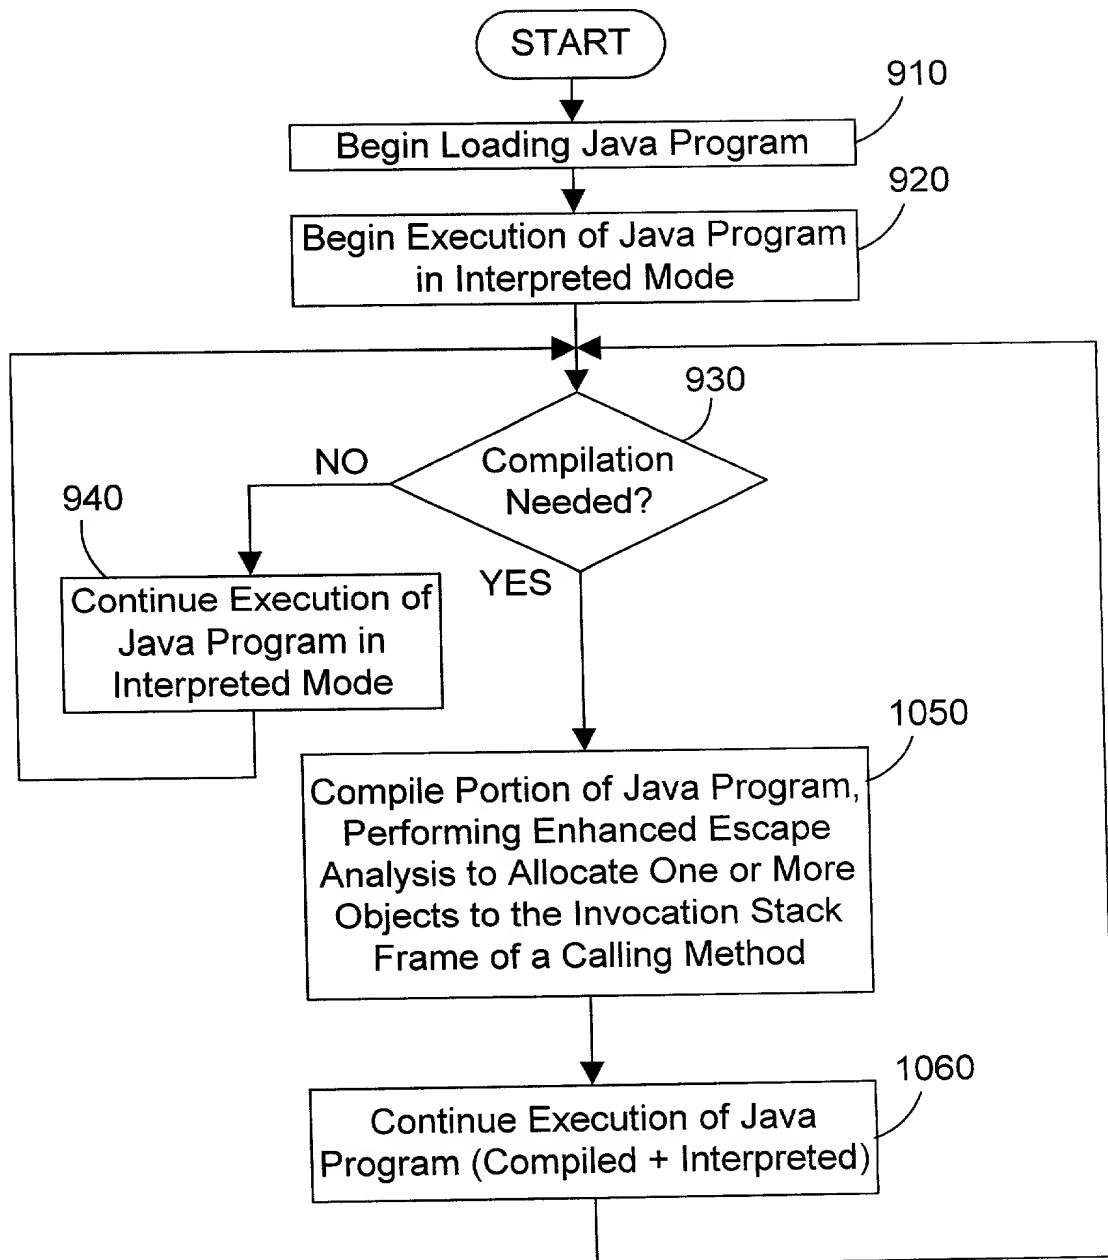 START
910
Begin Loading Java Program
920
Begin Execution of Java Program
in Interpreted Mode
930
Compilation
Needed?
NO
940
YES
Continue Execution of
Java Program in
Interpreted Mode
1050
Compile Portion of Java Program,
Performing Enhanced Escape
Analysis to Allocate One or More
Objects to the Invocation Stack
Frame of a Calling Method
1060
Continue Execution of Java
Program (Compiled + Interpreted)